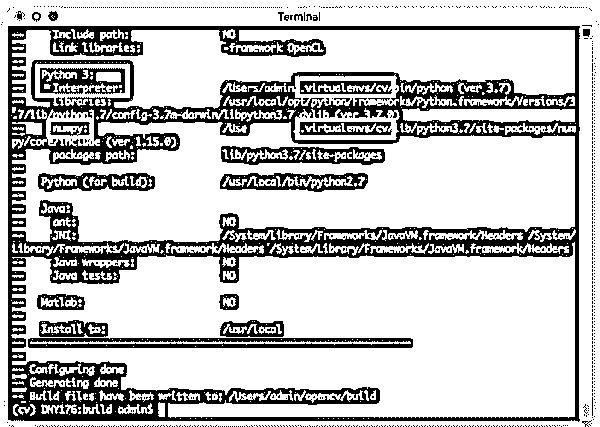 Terminal
-- Include path: NO
-- Link libraries: -framework OpenCL
--
-- Python 3:
-- Interpreter: /Users/admin/.virtualenvs/cv/bin/python (ver 3.7)
-- Libraries: /usr/local/opt/python/Frameworks/Python.framework/Versions/3
.7/lib/python3.7/config-3.7m-darwin/libpython3.7.dylib (ver 3.7.0)
-- numpy: /Use .virtualenvs/cv/lib/python3.7/site-packages/num
py/core/include (ver 1.15.0)
-- packages path: lib/python3.7/site-packages
--
-- Python (for build): /usr/local/bin/python2.7
--
-- Java:
-- ant: NO
-- JNI: /System/Library/Frameworks/JavaVM.framework/Headers /System/
Library/Frameworks/JavaVM.framework/Headers /System/Library/Frameworks/JavaVM.framework/Headers
-- Java wrappers: NO
-- Java tests: NO
--
-- Matlab: NO
--
-- Install to: /usr/local
-- -----------------------------------------------------------------
--
-- Configuring done
-- Generating done
-- Build files have been written to: /Users/admin/opencv/build
(cv) DNY176:build admin$